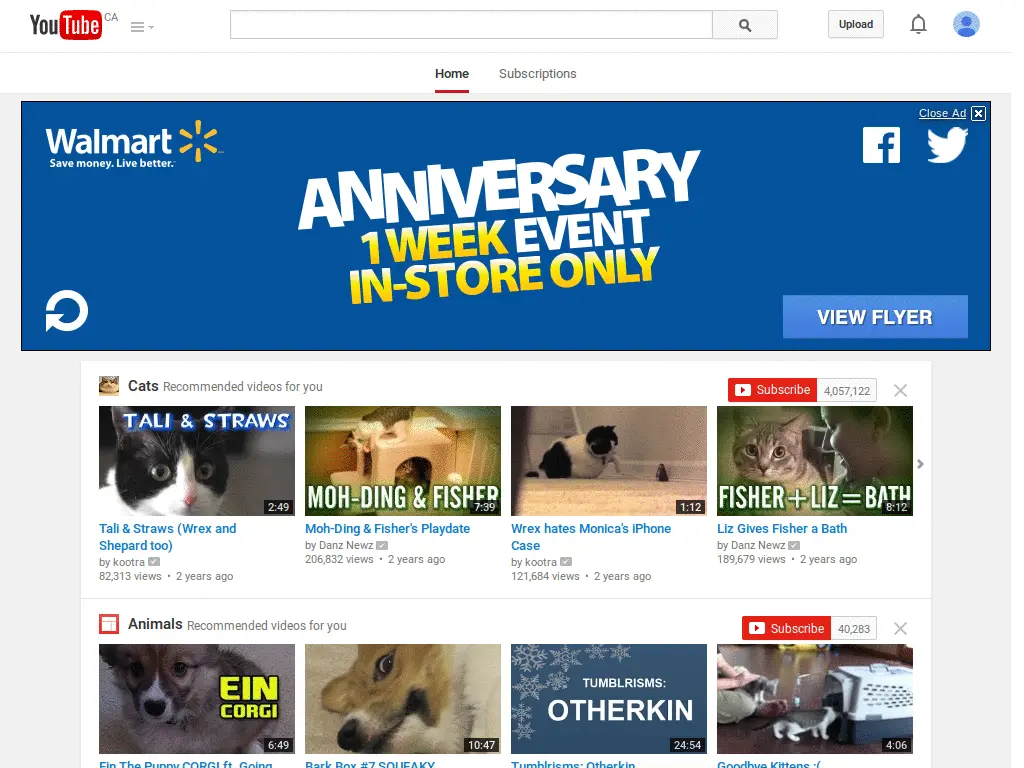 YouTube CA
Upload
Home
Subscriptions
Close Ad
Walmart
Save money. Live better.
ANNIVERSARY
1 WEEK EVENT
IN-STORE ONLY
VIEW FLYER
Cats Recommended videos for you
Subscribe 4,057,122
TALI & STRAWS
2:49
MOH-DING & FISHER
7:39
1:12
FISHER + LIZ = BATH
8:12
Tali & Straws (Wrex and
Shepard too)
by kootra
82,313 views • 2 years ago
Moh-Ding & Fisher's Playdate
by Danz Newz
206,832 views • 2 years ago
Wrex hates Monica's iPhone
Case
by kootra
121,684 views • 2 years ago
Liz Gives Fisher a Bath
by Danz Newz
189,679 views • 2 years ago
Animals Recommended videos for you
Subscribe 40,283
EIN
CORGI
6:49
10:47
TUMBLRISMS:
OTHERKIN
24:54
4:06
Ein The Puppy CORGI ft. Going
Bark Box #7 SQUEAKY
Tumblrisms: Otherkin
Goodbye Kittens :(